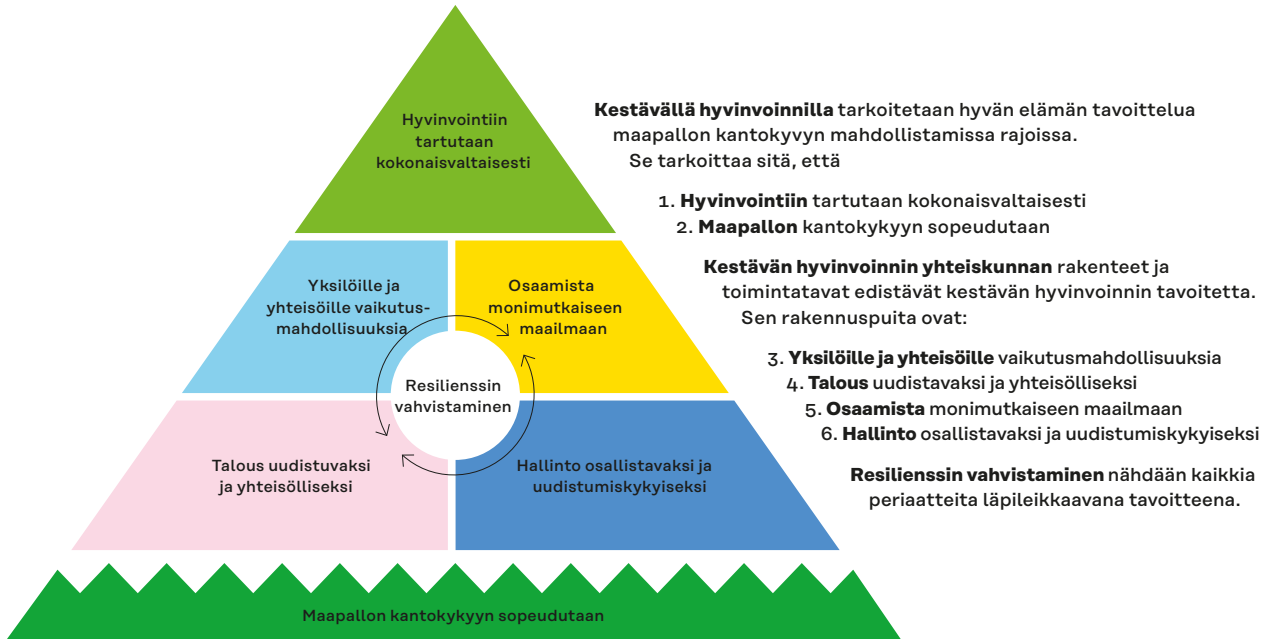 Hyvinvointiin
tartutaan
kokonaisvaltaisesti
Yksilöille ja
yhteisöille vaikutus-
mahdollisuuksia
Osaamista
monimutkaiseen
maailmaan
Resilienssin
vahvistaminen
Talous uudistuvaksi
ja yhteisölliseksi
Hallinto osallistavaksi ja
uudistumiskykyiseksi
Maapallon kantokykyyn sopeudutaan
Kestävällä hyvinvoinnilla tarkoitetaan hyvän elämän tavoittelua
maapallon kantokyvyn mahdollistamissa rajoissa.
Se tarkoittaa sitä, että
1. Hyvinvointiin tartutaan kokonaisvaltaisesti
2. Maapallon kantokykyyn sopeudutaan
Kestävän hyvinvoinnin yhteiskunnan rakenteet ja
toimintatavat edistävät kestävän hyvinvoinnin tavoitetta.
Sen rakennuspuita ovat:
3. Yksilöille ja yhteisöille vaikutusmahdollisuuksia
4. Talous uudistavaksi ja yhteisölliseksi
5. Osaamista monimutkaiseen maailmaan
6. Hallinto osallistavaksi ja uudistumiskykyiseksi
Resilienssin vahvistaminen nähdään kaikkia
periaatteita läpileikkaavana tavoitteena.